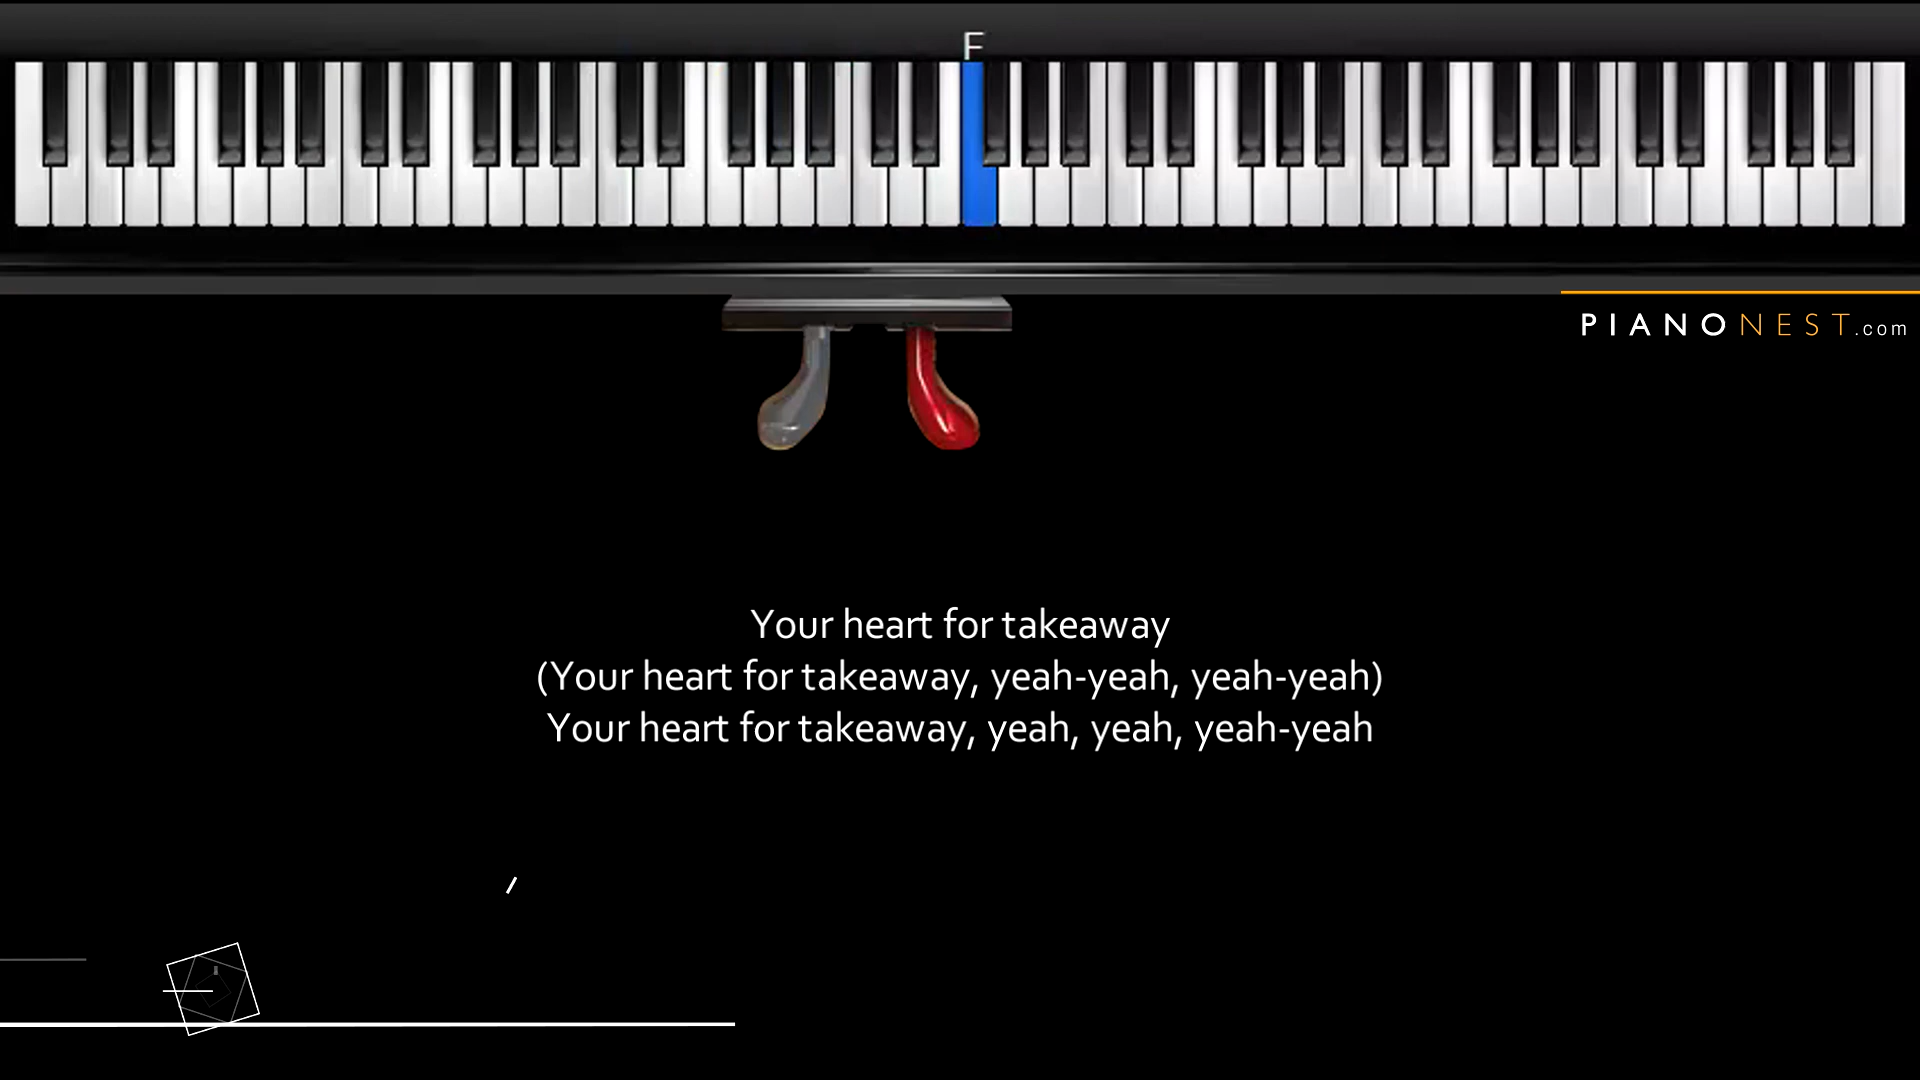 F
PIANONEST.com
Your heart for takeaway
(Your heart for takeaway, yeah-yeah, yeah-yeah)
Your heart for takeaway, yeah, yeah, yeah-yeah